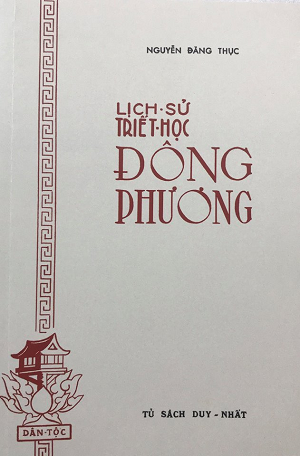 NGUYỄN ĐĂNG THỤC
LỊCH·SỬ
TRIẾT·HỌC
ĐÔNG
PHƯƠNG
DÂN·TỘC
TỦ SÁCH DUY - NHẤT